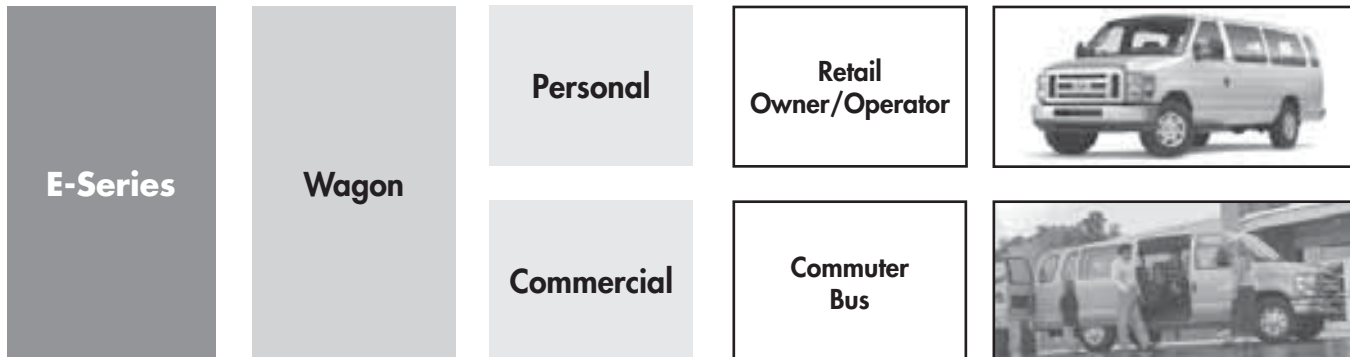 E-Series
Wagon
Personal
Retail
Owner/Operator
Commercial
Commuter
Bus